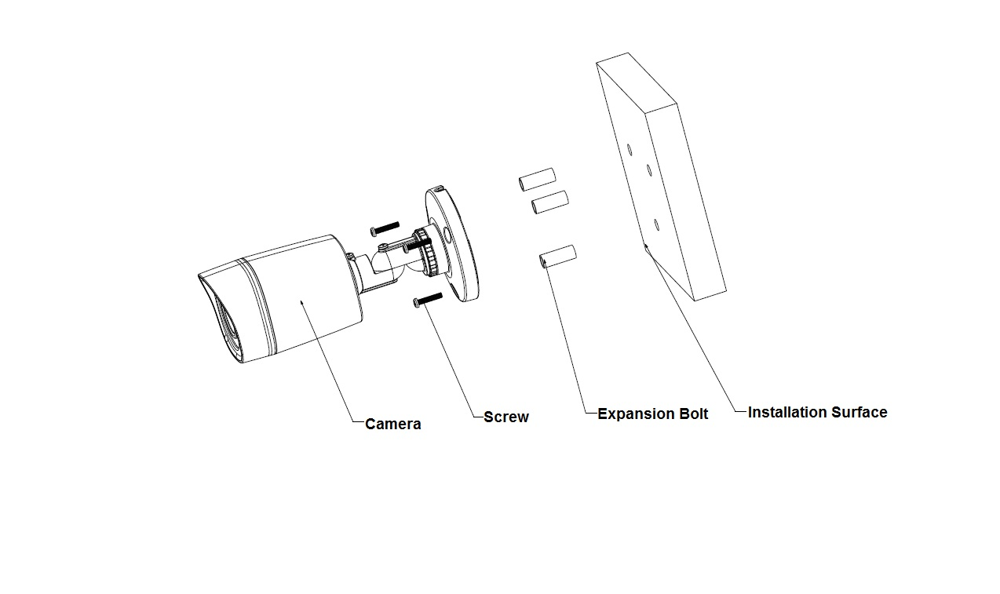 Camera
Screw
Expansion Bolt
Installation Surface